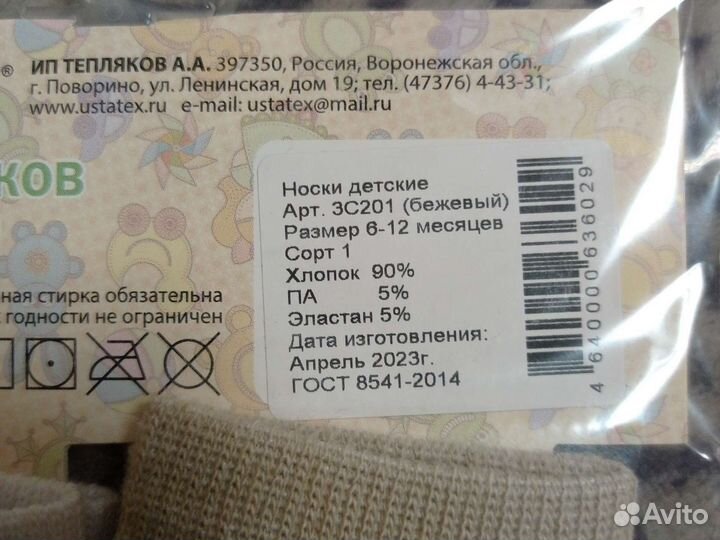 ® ИП ТЕПЛЯКОВ А.А. 397350, Россия, Воронежская обл.,
г. Поворино, ул. Ленинская, дом 19; тел. (47376) 4-43-31;
www.ustatex.ru e-mail: ustatex@mail.ru
ков
ная стирка обязательна
к годности не ограничен
Носки детские
Арт. 3С201 (бежевый)
Размер 6-12 месяцев
Сорт 1
Хлопок 90%
ПА 5%
Эластан 5%
Дата изготовления:
Апрель 2023г.
ГОСТ 8541-2014
4 640000 636029
Avito